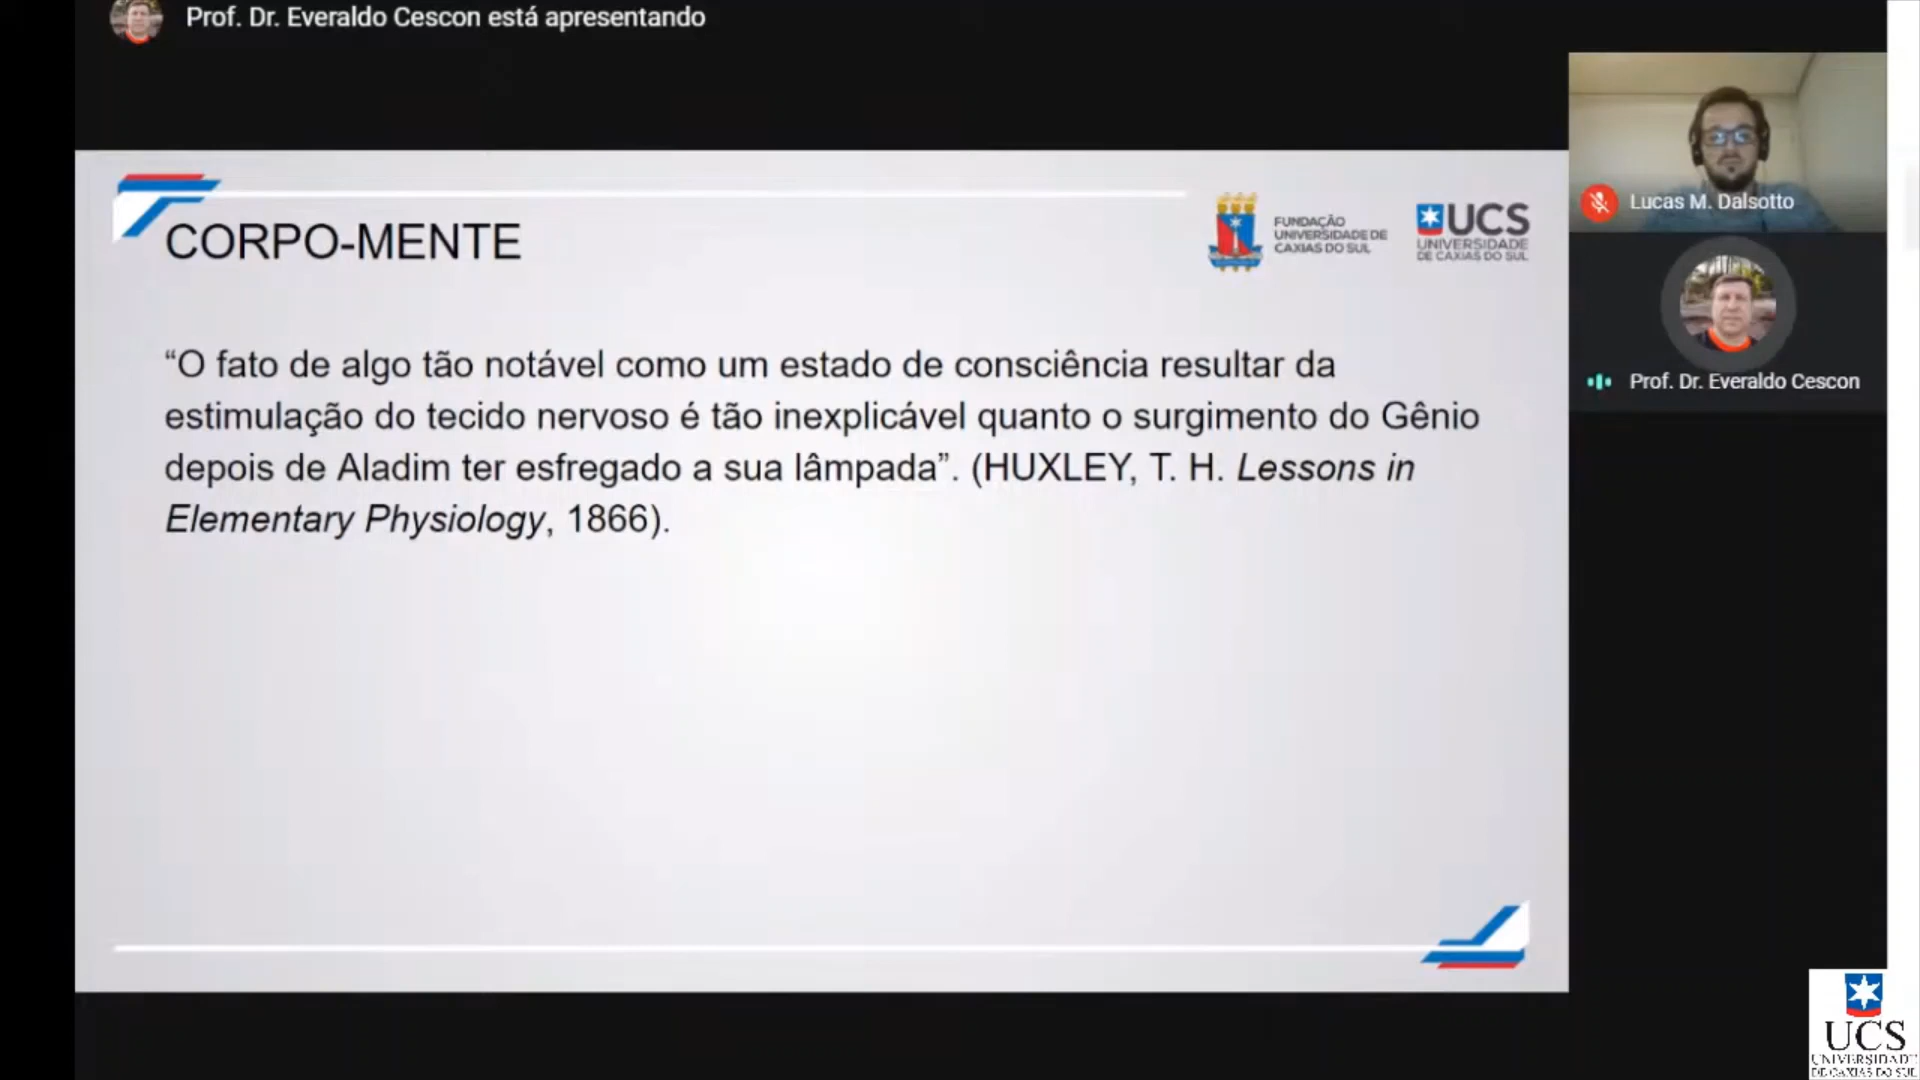 Prof. Dr. Everaldo Cescon está apresentando
CORPO-MENTE
FUNDAÇÃO
UNIVERSIDADE DE
CAXIAS DO SUL
UCS
UNIVERSIDADE
DE CAXIAS DO SUL
“O fato de algo tão notável como um estado de consciência resultar da
estimulação do tecido nervoso é tão inexplicável quanto o surgimento do Gênio
depois de Aladim ter esfregado a sua lâmpada”. (HUXLEY, T. H. Lessons in
Elementary Physiology, 1866).
Lucas M. Dalsotto
Prof. Dr. Everaldo Cescon
UCS
UNIVERSIDADE
DE CAXIAS DO SUL